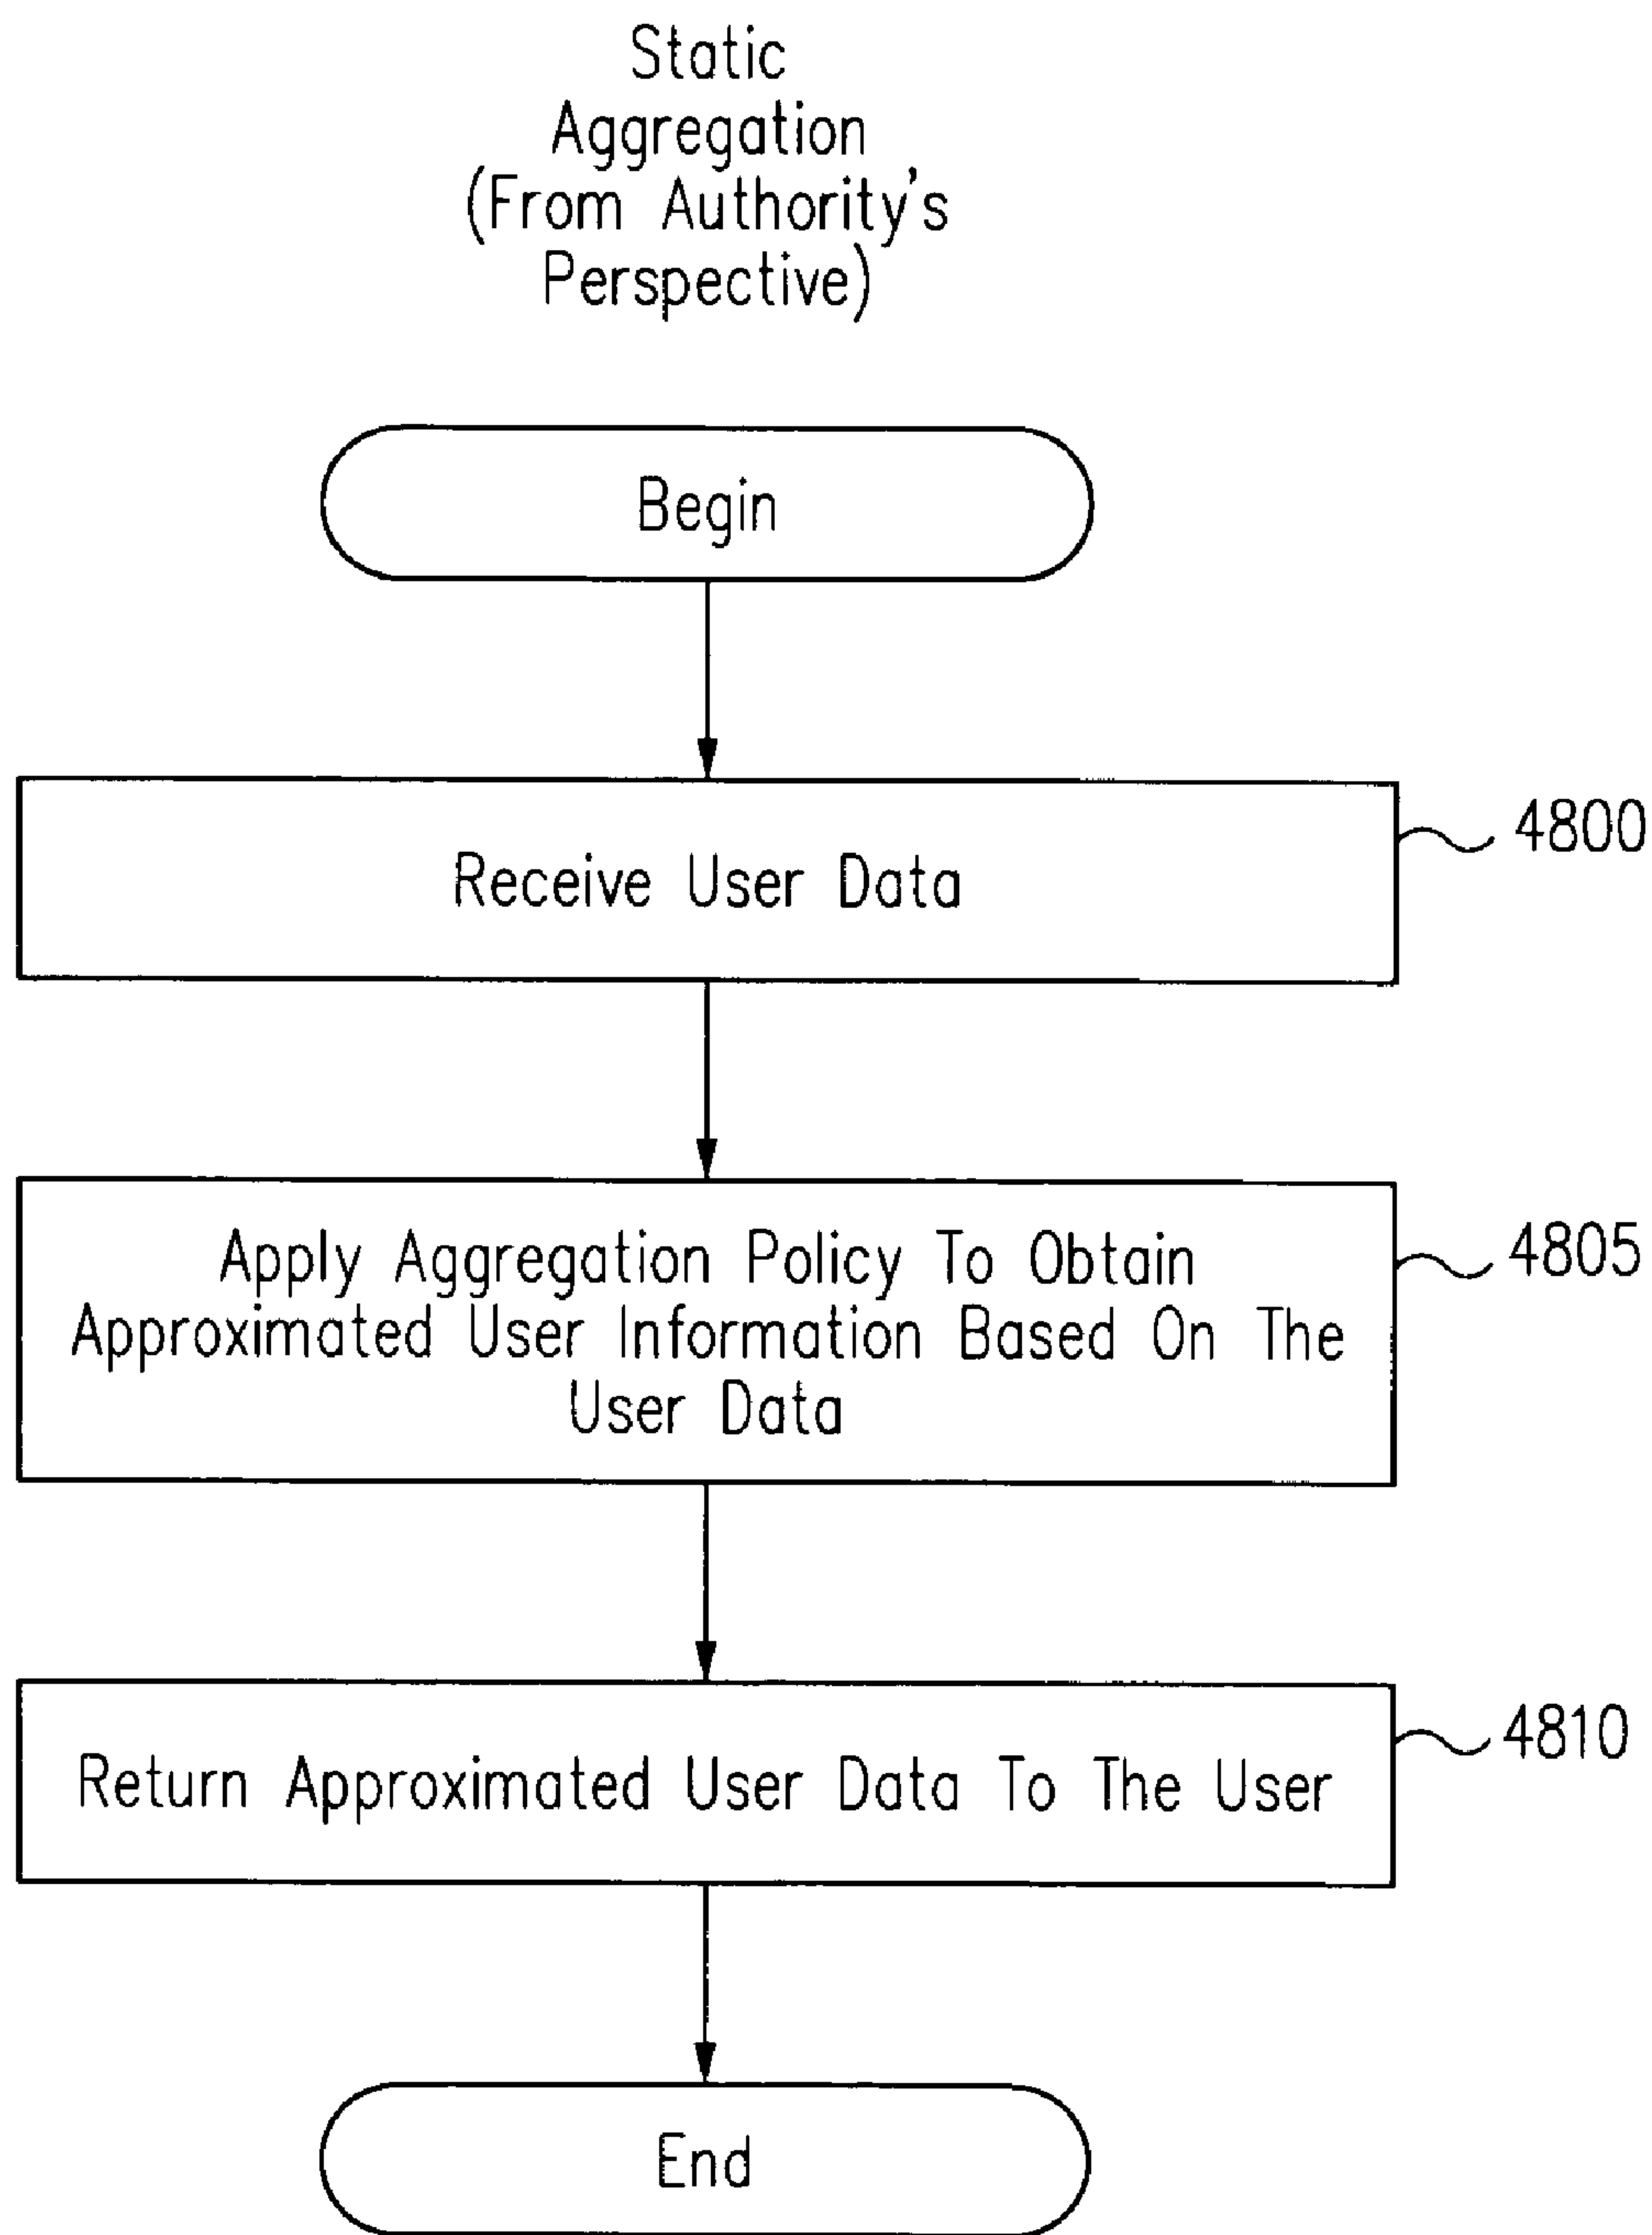 Static
Aggregation
(From Authority's
Perspective)
Begin
Receive User Data
4800
Apply Aggregation Policy To Obtain
Approximated User Information Based On The
User Data
4805
Return Approximated User Data To The User
4810
End